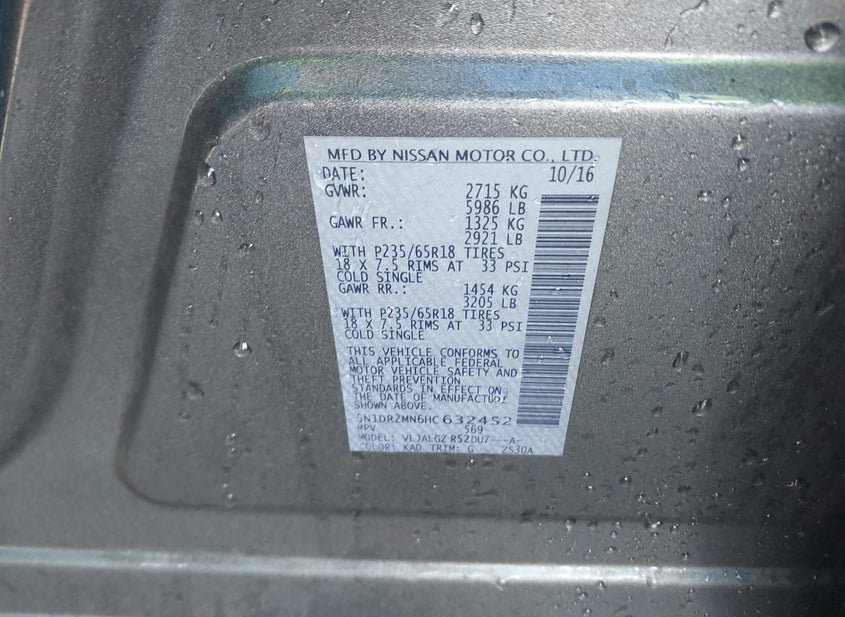 MFD BY NISSAN MOTOR CO., LTD.
DATE: 10/16
GVWR: 2715 KG
5986 LB
GAWR FR.: 1325 KG
2921 LB
WITH P235/65R18 TIRES
18 X 7.5 RIMS AT 33 PSI
COLD SINGLE
GAWR RR.: 1454 KG
3205 LB
WITH P235/65R18 TIRES
18 X 7.5 RIMS AT 33 PSI
COLD SINGLE
THIS VEHICLE CONFORMS TO
ALL APPLICABLE FEDERAL
MOTOR VEHICLE SAFETY AND
THEFT PREVENTION
STANDARDS IN EFFECT ON
THE DATE OF MANUFACTURE
SHOWN ABOVE.
5N1DR2MN6HC 632452
MPV 569
MODEL: VLJALGZ R52DU7---A-
COLOR: KAD TRIM: G 2530A